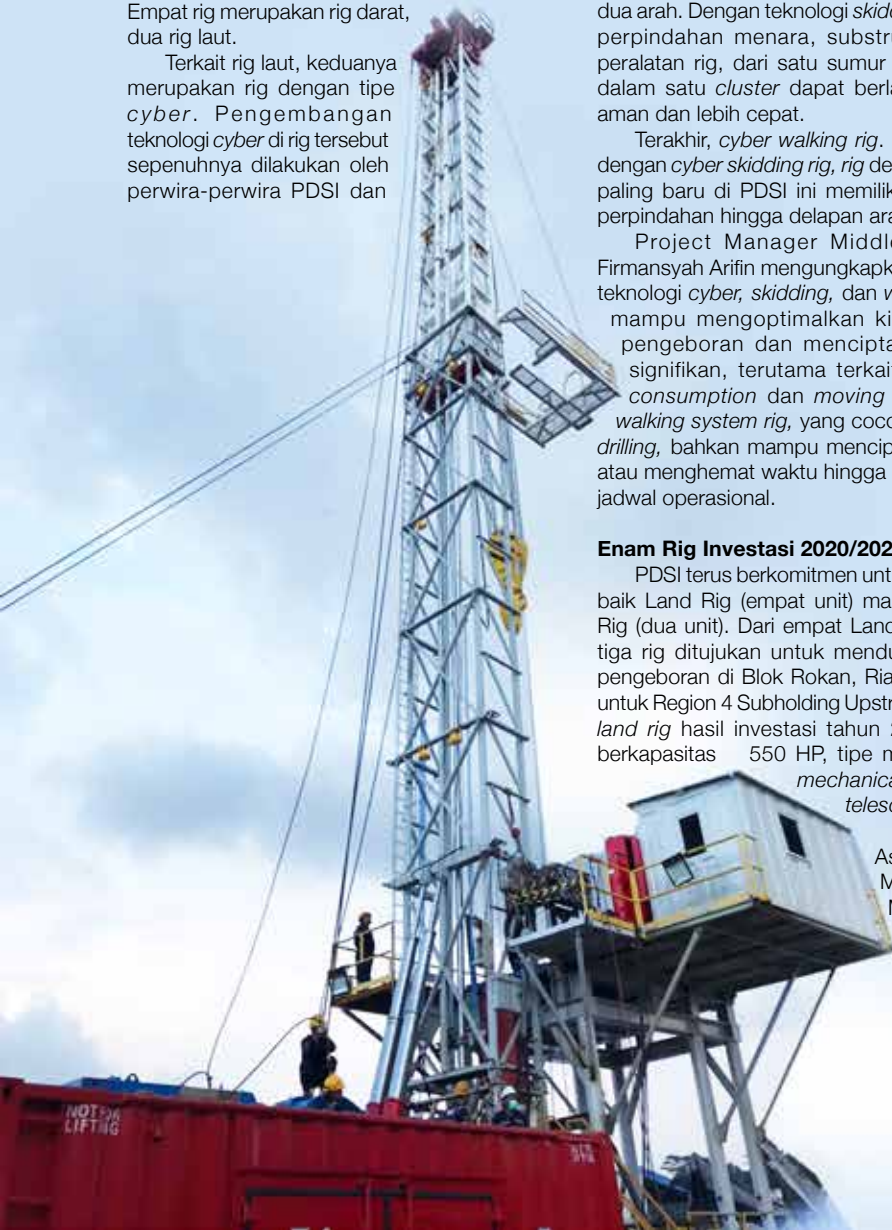 Empat rig merupakan rig darat,
dua rig laut.
Terkait rig laut, keduanya
merupakan rig dengan tipe
cyber. Pengembangan
teknologi cyber di rig tersebut
sepenuhnya dilakukan oleh
perwira-perwira PDSI dan
dua arah. Dengan teknologi skidd
perpindahan menara, substru
peralatan rig, dari satu sumur
dalam satu cluster dapat berla
aman dan lebih cepat.
Terakhir, cyber walking rig.
dengan cyber skidding rig, rig de
paling baru di PDSI ini memilik
perpindahan hingga delapan ara
Project Manager Middle
Firmansyah Arifin mengungkapk
teknologi cyber, skidding, dan w
mampu mengoptimalkan ki
pengeboran dan mencipta
signifikan, terutama terkai
consumption dan moving
walking system rig, yang coco
drilling, bahkan mampu mencip
atau menghemat waktu hingga
jadwal operasional.
Enam Rig Investasi 2020/202
PDSI terus berkomitmen unt
baik Land Rig (empat unit) ma
Rig (dua unit). Dari empat Land
tiga rig ditujukan untuk mendu
pengeboran di Blok Rokan, Ria
untuk Region 4 Subholding Upstr
land rig hasil investasi tahun 2
berkapasitas 550 HP, tipe m
mechanica
telesc
As
M
NOT FOR
LIFTING